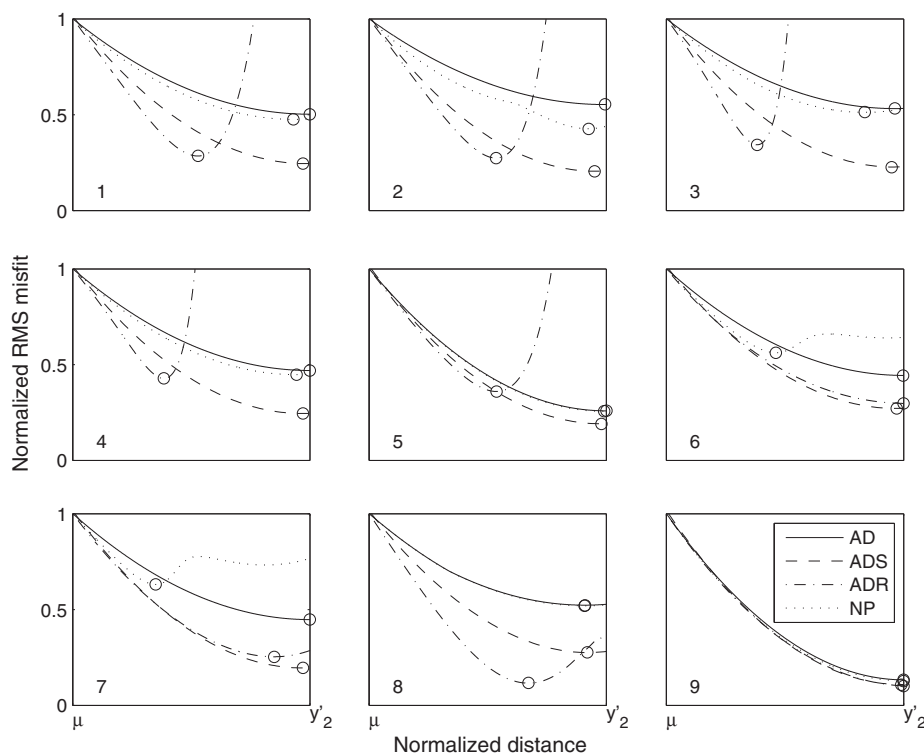 1
0.5
0
1
2
3
Normalized RMS misfit
1
0.5
0
4
5
6
1
0.5
0
7
8
9
AD
ADS
ADR
NP
μ
y'2
μ
y'2
μ
y'2
Normalized distance